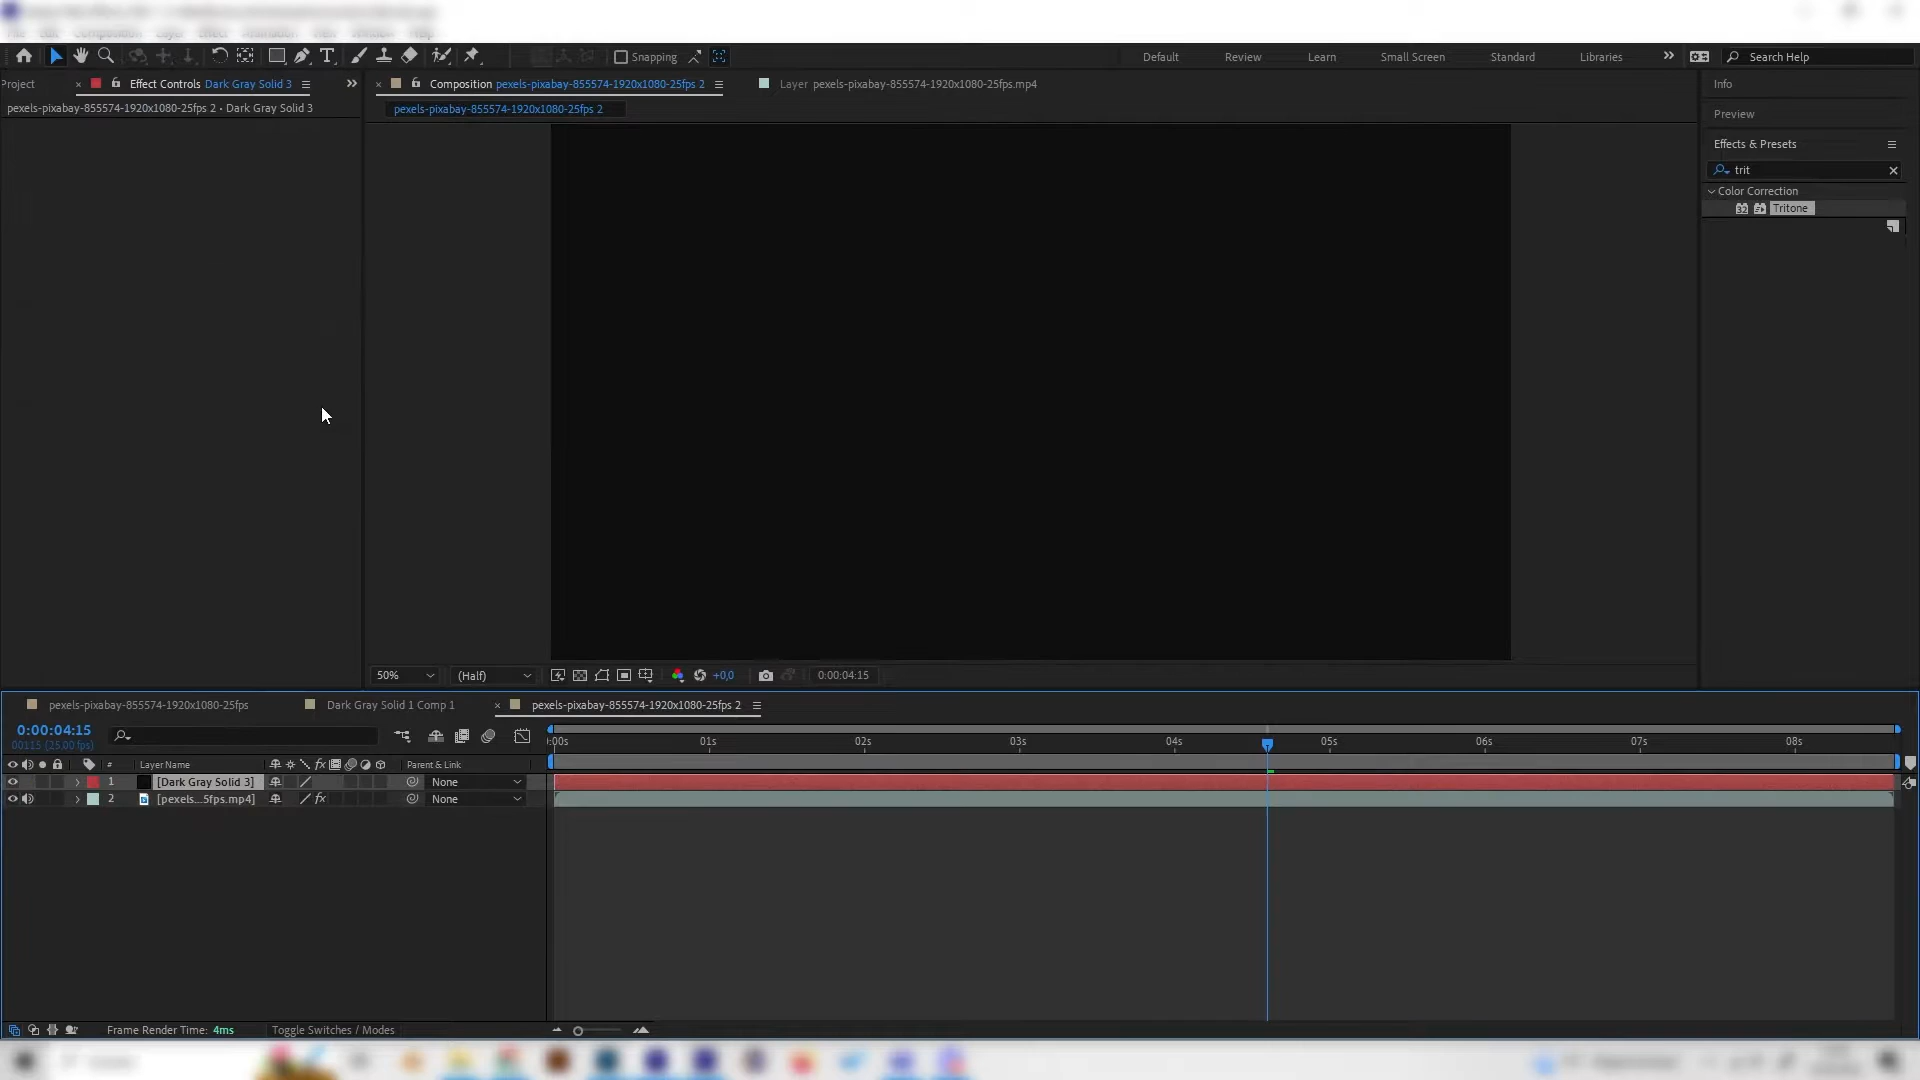 Snapping
Default
Review
Learn
Small Screen
Standard
Libraries
Search Help
Project
Effect Controls Dark Gray Solid 3
Composition pexels-pixabay-855574-1920x1080-25fps 2
Layer pexels-pixabay-855574-1920x1080-25fps.mp4
Info
pexels-pixabay-855574-1920x1080-25fps 2 • Dark Gray Solid 3
pexels-pixabay-855574-1920x1080-25fps 2
Preview
Effects & Presets
trit
Color Correction
32 Tritone
50%
(Half)
+0,0
0:00:04:15
pexels-pixabay-855574-1920x1080-25fps
Dark Gray Solid 1 Comp 1
pexels-pixabay-855574-1920x1080-25fps 2
0:00:04:15
00115 (25.00 fps)
:00s 01s 02s 03s 04s 05s 06s 07s 08s
# Layer Name fx Parent & Link
1 [Dark Gray Solid 3] None
2 [pexels...5fps.mp4] fx None
Frame Render Time: 4ms
Toggle Switches / Modes